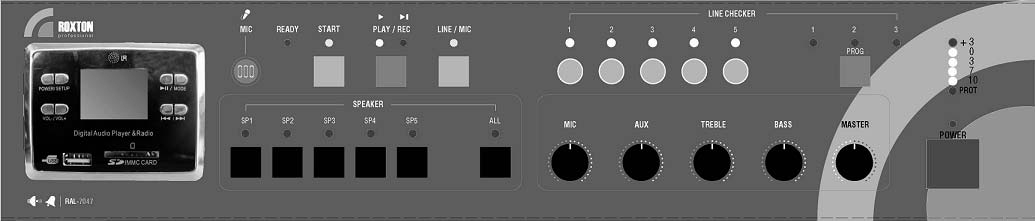 ROXTON
professional
MIC
READY
START
PLAY / REC
LINE / MIC
LINE CHECKER
1 2 3 4 5
1 2 3
PROG
+3
0
3
7
10
PROT
POWER
POWER/ SETUP
/ MODE
VOL-/ VOL+
Digital Audio Player &Radio
SD/MMC CARD
SPEAKER
SP1 SP2 SP3 SP4 SP5 ALL
MIC AUX TREBLE BASS MASTER
RAL-7047